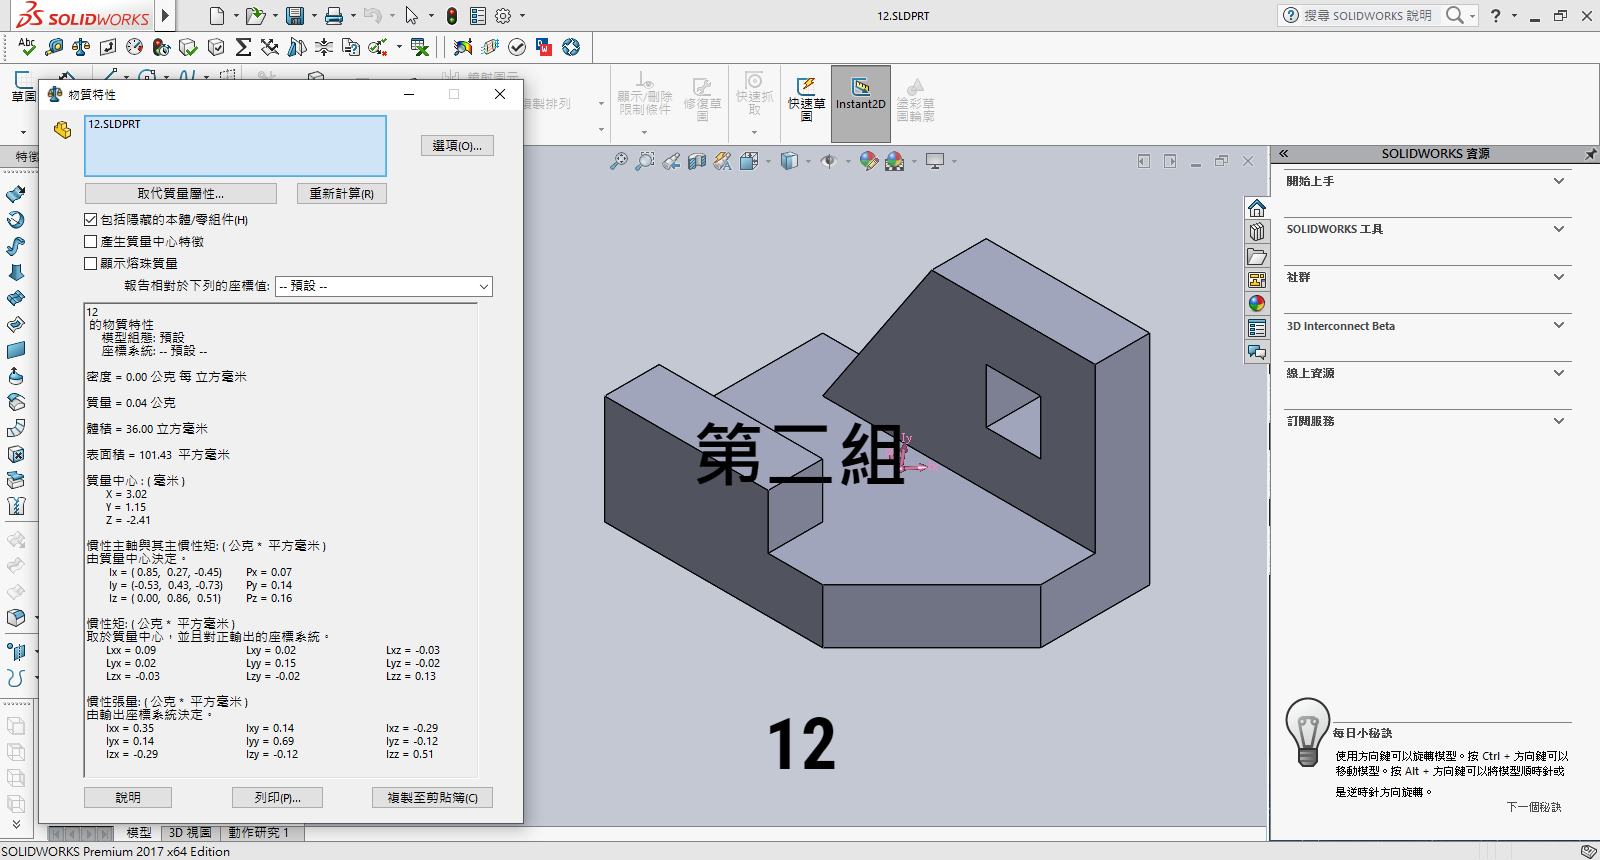 SOLIDWORKS
12.SLDPRT
搜尋 SOLIDWORKS 說明
?
Abc
草圖
鏡射圖元
複製排列
顯示/刪除限制條件
修復草圖
快速抓取
快速草圖
Instant2D
塗彩草圖輪廓
特徵
物質特性
12.SLDPRT
選項(O)...
取代質量屬性...
重新計算(R)
包括隱藏的本體/零組件(H)
產生質量中心特徵
顯示熔珠質量
報告相對於下列的座標值:
-- 預設 --
12
的物質特性
模型組態: 預設
座標系統: -- 預設 --
密度 = 0.00 公克 每 立方毫米
質量 = 0.04 公克
體積 = 36.00 立方毫米
表面積 = 101.43 平方毫米
質量中心 : ( 毫米 )
X = 3.02
Y = 1.15
Z = -2.41
慣性主軸與其主慣性矩: ( 公克 * 平方毫米 )
由質量中心決定。
Ix = ( 0.85, 0.27, -0.45) Px = 0.07
Iy = (-0.53, 0.43, -0.73) Py = 0.14
Iz = ( 0.00, 0.86, 0.51) Pz = 0.16
慣性矩: ( 公克 * 平方毫米 )
取於質量中心，並且對正輸出的座標系統。
Lxx = 0.09 Lxy = 0.02 Lxz = -0.03
Lyx = 0.02 Lyy = 0.15 Lyz = -0.02
Lzx = -0.03 Lzy = -0.02 Lzz = 0.13
慣性張量: ( 公克 * 平方毫米 )
由輸出座標系統決定。
Ixx = 0.35 Ixy = 0.14 Ixz = -0.29
Iyx = 0.14 Iyy = 0.69 Iyz = -0.12
Izx = -0.29 Izy = -0.12 Izz = 0.51
說明
列印(P)...
複製至剪貼簿(C)
第二組
y
12
SOLIDWORKS 資源
開始上手
SOLIDWORKS 工具
社群
3D Interconnect Beta
線上資源
訂閱服務
每日小秘訣
使用方向鍵可以旋轉模型。按 Ctrl + 方向鍵可以
移動模型。按 Alt + 方向鍵可以將模型順時針或
是逆時針方向旋轉。
下一個秘訣
模型
3D 視圖
動作研究 1
SOLIDWORKS Premium 2017 x64 Edition